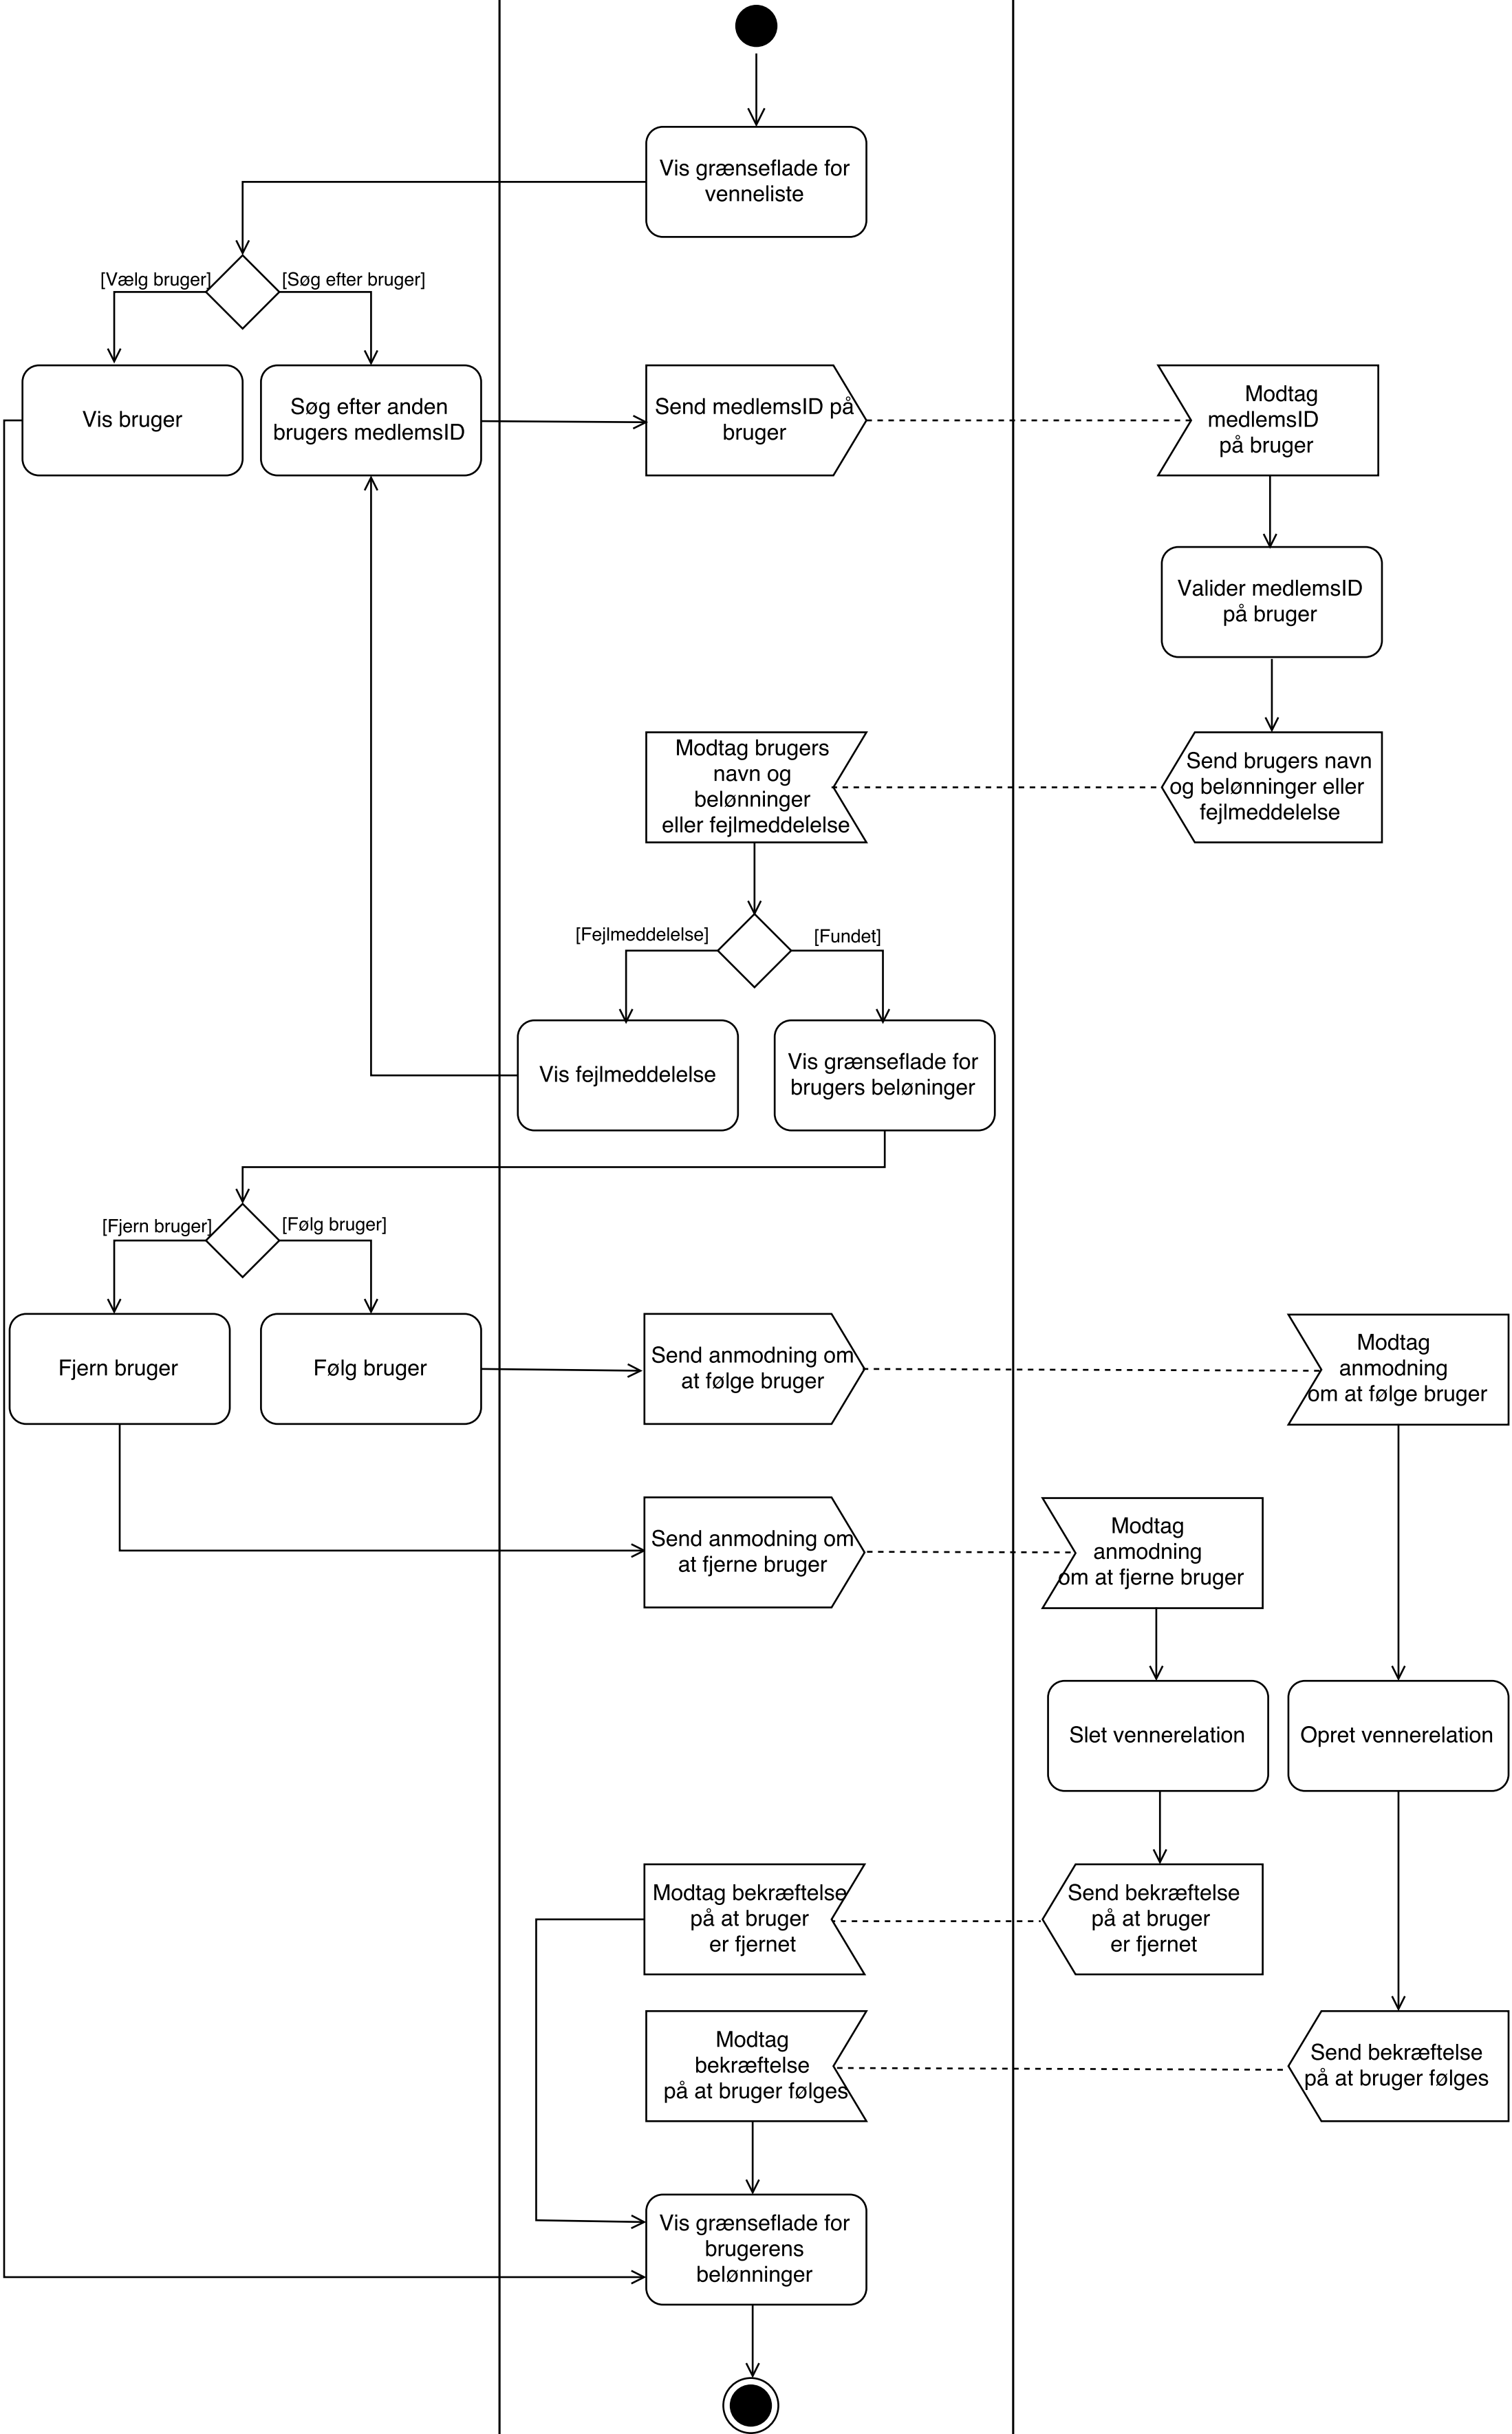 Vis grænseflade for
venneliste
[Vælg bruger]
[Søg efter bruger]
Vis bruger
Søg efter anden
brugers medlemsID
Send medlemsID på
bruger
Modtag
medlemsID
på bruger
Valider medlemsID
på bruger
Modtag brugers
navn og
belønninger
eller fejlmeddelelse
Send brugers navn
og belønninger eller
fejlmeddelelse
[Fejlmeddelelse]
[Fundet]
Vis fejlmeddelelse
Vis grænseflade for
brugers beløninger
[Fjern bruger]
[Følg bruger]
Fjern bruger
Følg bruger
Send anmodning om
at følge bruger
Modtag
anmodning
om at følge bruger
Send anmodning om
at fjerne bruger
Modtag
anmodning
om at fjerne bruger
Slet vennerelation
Opret vennerelation
Modtag bekræftelse
på at bruger
er fjernet
Send bekræftelse
på at bruger
er fjernet
Modtag
bekræftelse
på at bruger følges
Send bekræftelse
på at bruger følges
Vis grænseflade for
brugerens
belønninger